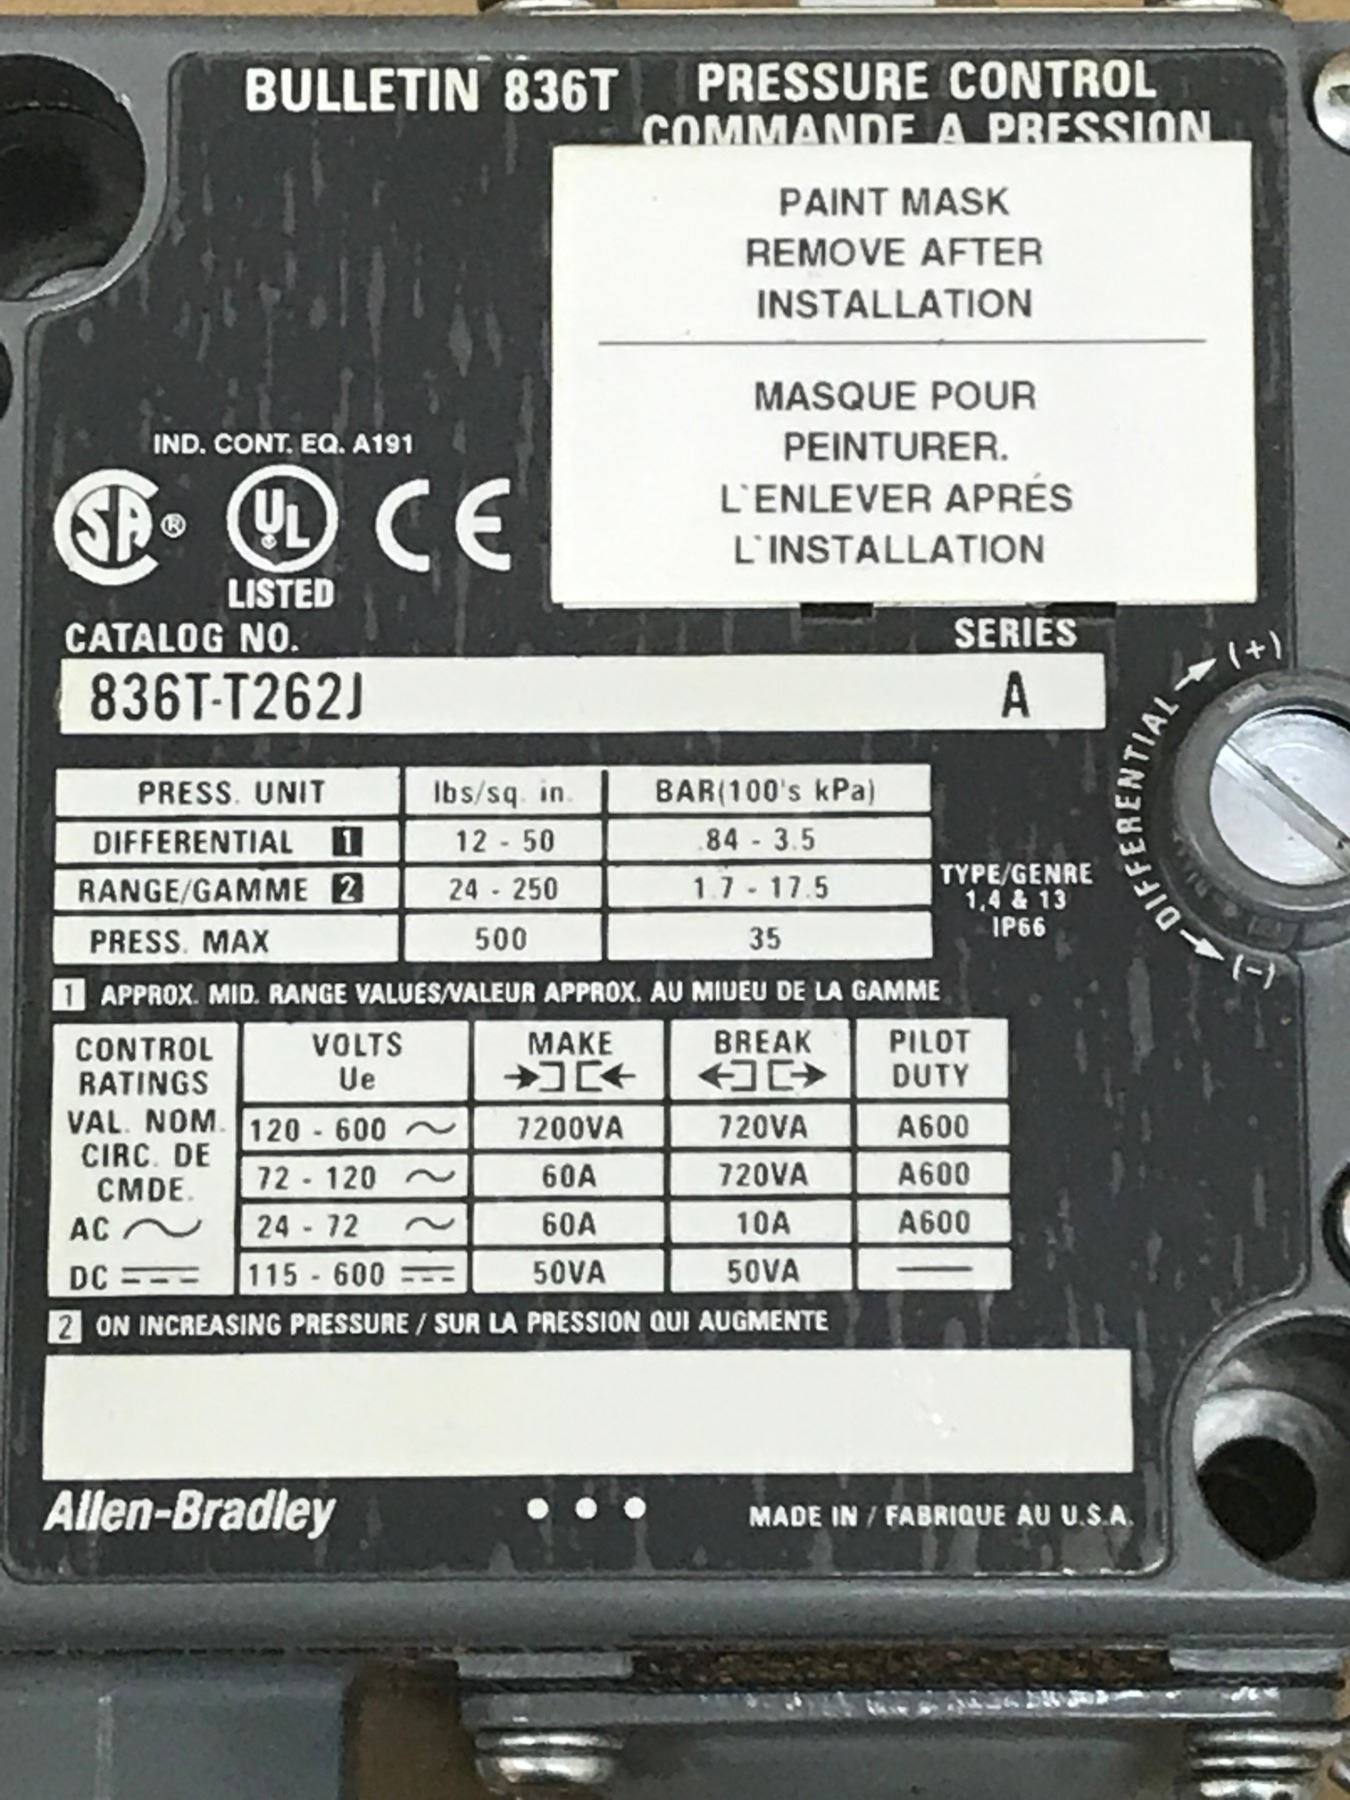 BULLETIN 836T
PRESSURE CONTROL
COMMANDE A PRESSION
PAINT MASK
REMOVE AFTER
INSTALLATION
MASQUE POUR
PEINTURER.
L`ENLEVER APRÉS
L`INSTALLATION
IND. CONT. EQ. A191
SA ® UL CE
LISTED
CATALOG NO. SERIES
836T-T262J A
(+)
DIFFERENTIAL
(-)
PRESS. UNIT lbs/sq. in. BAR(100's kPa)
DIFFERENTIAL 1 12 - 50 .84 - 3.5
RANGE/GAMME 2 24 - 250 1.7 - 17.5
PRESS. MAX 500 35
TYPE/GENRE
1,4 & 13
IP66
1 APPROX. MID. RANGE VALUES/VALEUR APPROX. AU MIUEU DE LA GAMME
CONTROL
RATINGS
VAL. NOM.
CIRC. DE
CMDE.
AC
DC
VOLTS Ue MAKE BREAK PILOT DUTY
120 - 600 7200VA 720VA A600
72 - 120 60A 720VA A600
24 - 72 60A 10A A600
115 - 600 50VA 50VA —
2 ON INCREASING PRESSURE / SUR LA PRESSION QUI AUGMENTE
Allen-Bradley
MADE IN / FABRIQUE AU U.S.A.